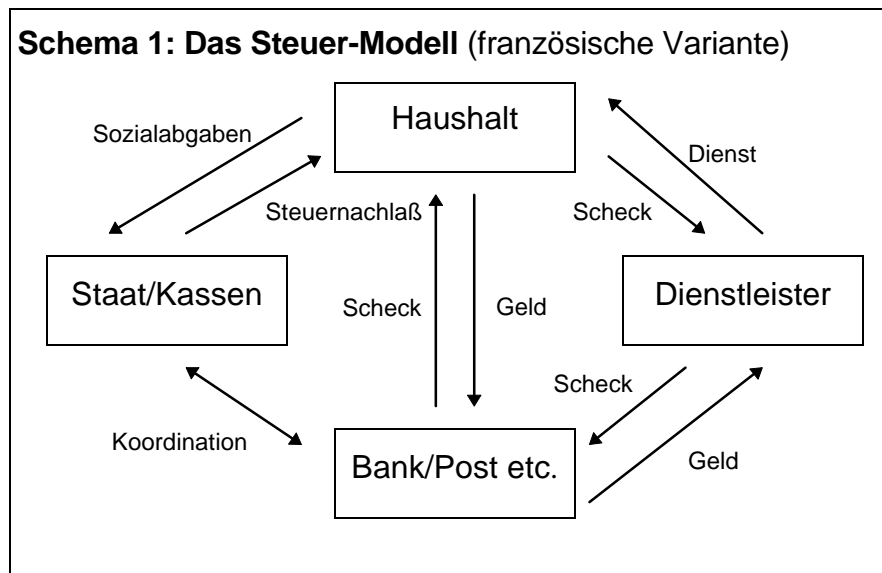 Schema 1: Das Steuer-Modell (französische Variante)
Haushalt
Sozialabgaben
Dienst
Steuernachlaß
Scheck
Staat/Kassen
Dienstleister
Scheck
Geld
Scheck
Koordination
Bank/Post etc.
Geld